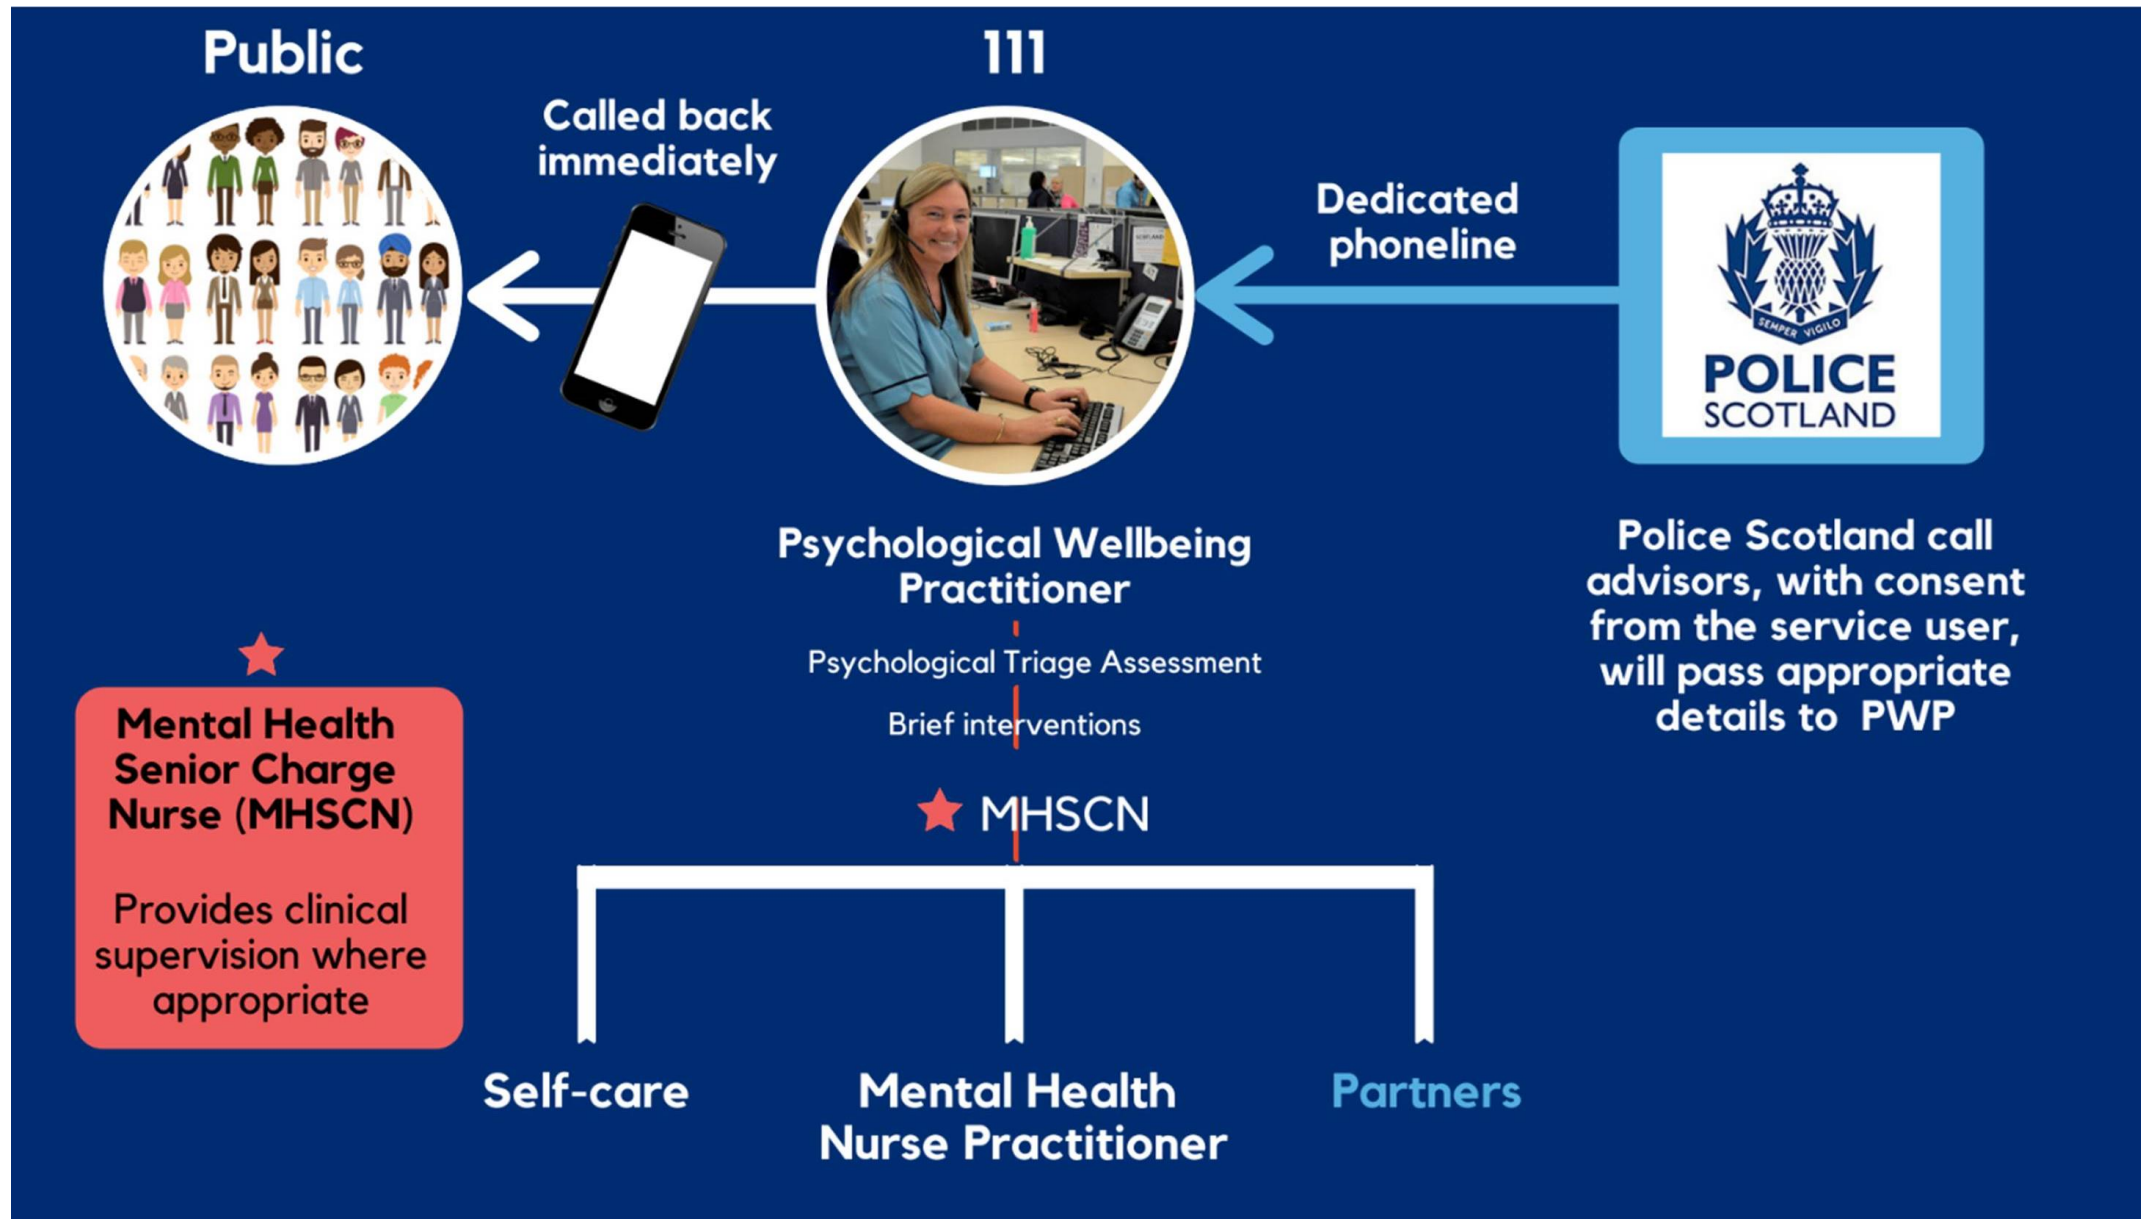 Public
111
Called back
immediately
Dedicated
phoneline
SEMPER VIGILO
POLICE
SCOTLAND
Psychological Wellbeing
Practitioner
Psychological Triage Assessment
Brief interventions
MHSCN
Police Scotland call
advisors, with consent
from the service user,
will pass appropriate
details to PWP
Mental Health
Senior Charge
Nurse (MHSCN)
Provides clinical
supervision where
appropriate
Self-care
Mental Health
Nurse Practitioner
Partners